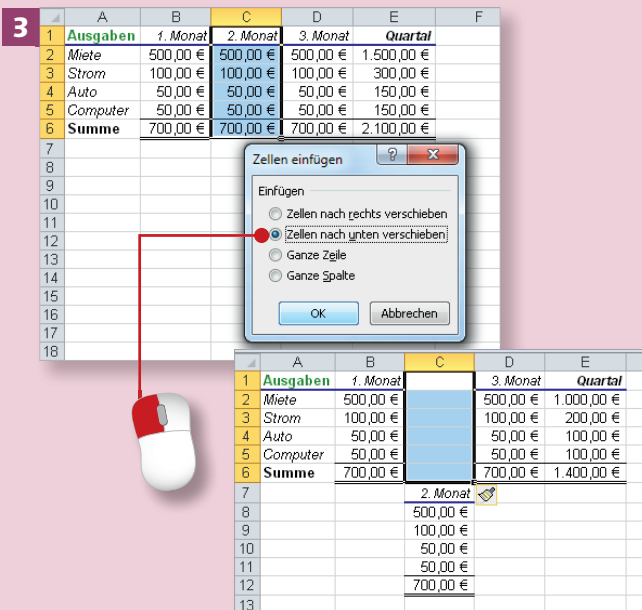 3
A B C D E F
1 Ausgaben 1. Monat 2. Monat 3. Monat Quartal
2 Miete 500,00 € 500,00 € 500,00 € 1.500,00 €
3 Strom 100,00 € 100,00 € 100,00 € 300,00 €
4 Auto 50,00 € 50,00 € 50,00 € 150,00 €
5 Computer 50,00 € 50,00 € 50,00 € 150,00 €
6 Summe 700,00 € 700,00 € 700,00 € 2.100,00 €
7
8
9
10
11
12
13
14
15
16
17
18
Zellen einfügen
Einfügen
Zellen nach rechts verschieben
Zellen nach unten verschieben
Ganze Zeile
Ganze Spalte
OK Abbrechen
A B C D E
1 Ausgaben 1. Monat 3. Monat Quartal
2 Miete 500,00 € 500,00 € 1.000,00 €
3 Strom 100,00 € 100,00 € 200,00 €
4 Auto 50,00 € 50,00 € 100,00 €
5 Computer 50,00 € 50,00 € 100,00 €
6 Summe 700,00 € 700,00 € 1.400,00 €
7 2. Monat
8 500,00 €
9 100,00 €
10 50,00 €
11 50,00 €
12 700,00 €
13